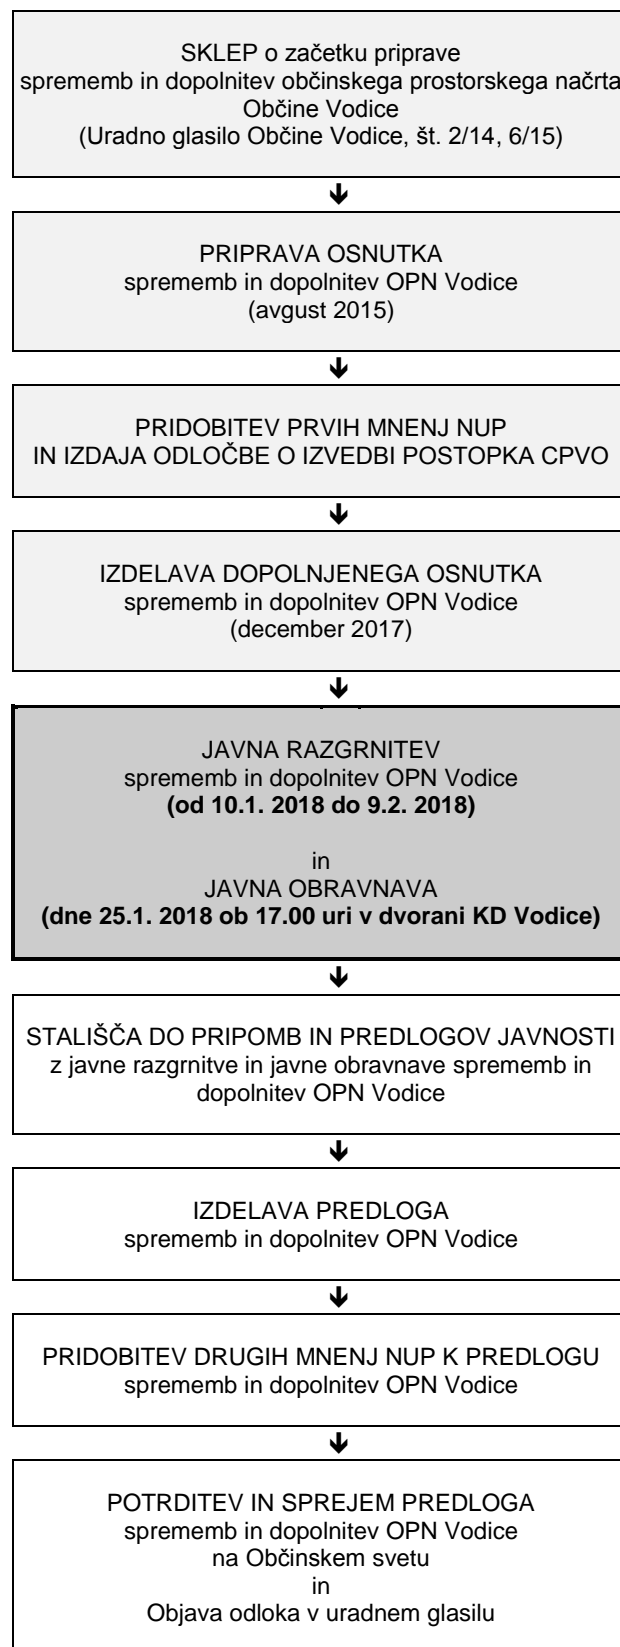 SKLEP o začetku priprave
sprememb in dopolnitev občinskega prostorskega načrta
Občine Vodice
(Uradno glasilo Občine Vodice, št. 2/14, 6/15)
PRIPRAVA OSNUTKA
sprememb in dopolnitev OPN Vodice
(avgust 2015)
PRIDOBITEV PRVIH MNENJ NUP
IN IZDAJA ODLOČBE O IZVEDBI POSTOPKA CPVO
IZDELAVA DOPOLNJENEGA OSNUTKA
sprememb in dopolnitev OPN Vodice
(december 2017)
JAVNA RAZGRNITEV
sprememb in dopolnitev OPN Vodice
(od 10.1. 2018 do 9.2. 2018)
in
JAVNA OBRAVNAVA
(dne 25.1. 2018 ob 17.00 uri v dvorani KD Vodice)
STALIŠČA DO PRIPOMB IN PREDLOGOV JAVNOSTI
z javne razgrnitve in javne obravnave sprememb in
dopolnitev OPN Vodice
IZDELAVA PREDLOGA
sprememb in dopolnitev OPN Vodice
PRIDOBITEV DRUGIH MNENJ NUP K PREDLOGU
sprememb in dopolnitev OPN Vodice
POTRDITEV IN SPREJEM PREDLOGA
sprememb in dopolnitev OPN Vodice
na Občinskem svetu
in
Objava odloka v uradnem glasilu